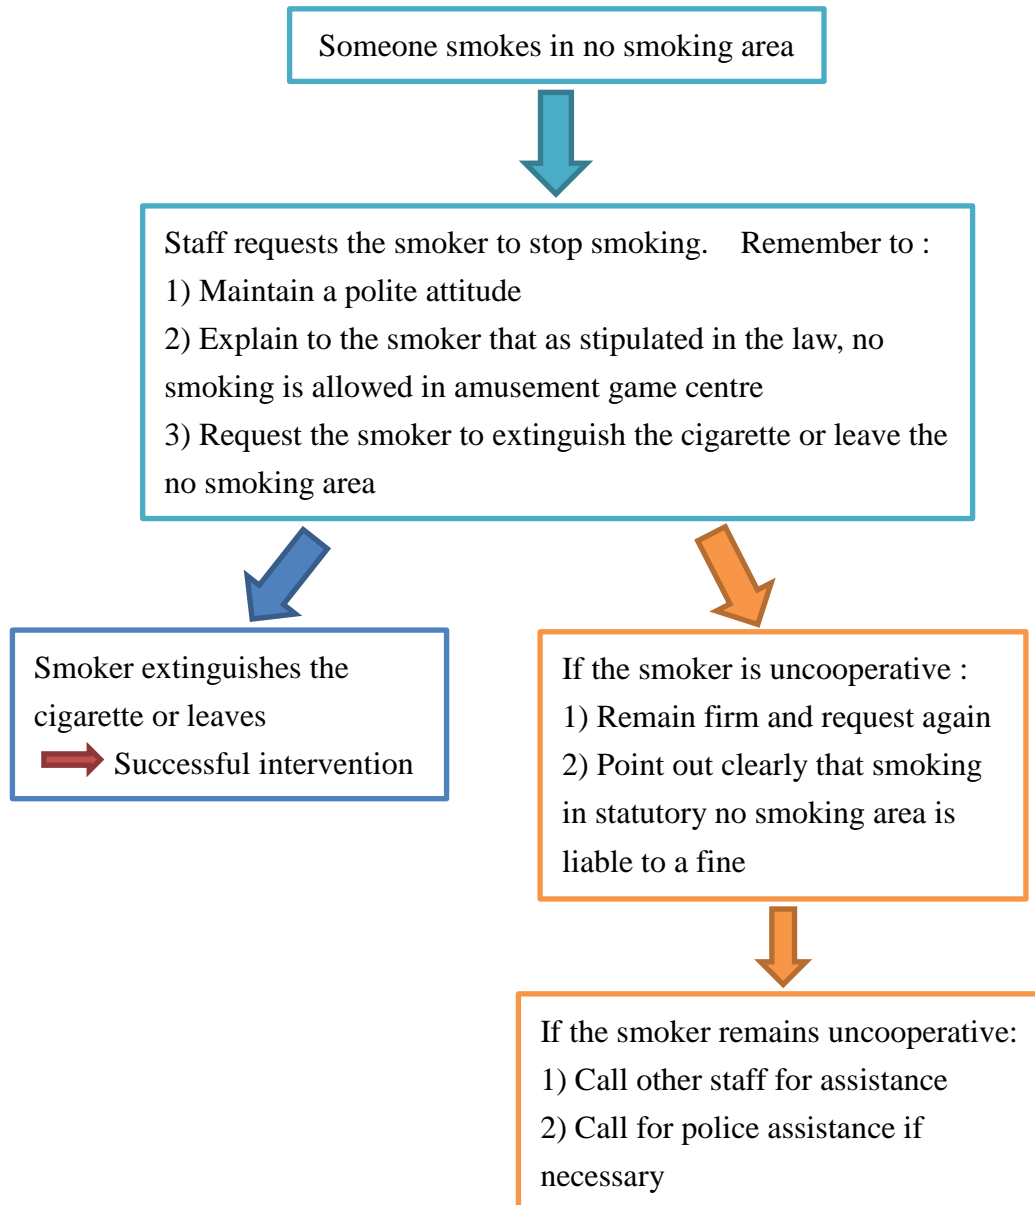 Someone smokes in no smoking area
Staff requests the smoker to stop smoking. Remember to :
1) Maintain a polite attitude
2) Explain to the smoker that as stipulated in the law, no
smoking is allowed in amusement game centre
3) Request the smoker to extinguish the cigarette or leave the
no smoking area
Smoker extinguishes the
cigarette or leaves
Successful intervention
If the smoker is uncooperative :
1) Remain firm and request again
2) Point out clearly that smoking
in statutory no smoking area is
liable to a fine
If the smoker remains uncooperative:
1) Call other staff for assistance
2) Call for police assistance if
necessary